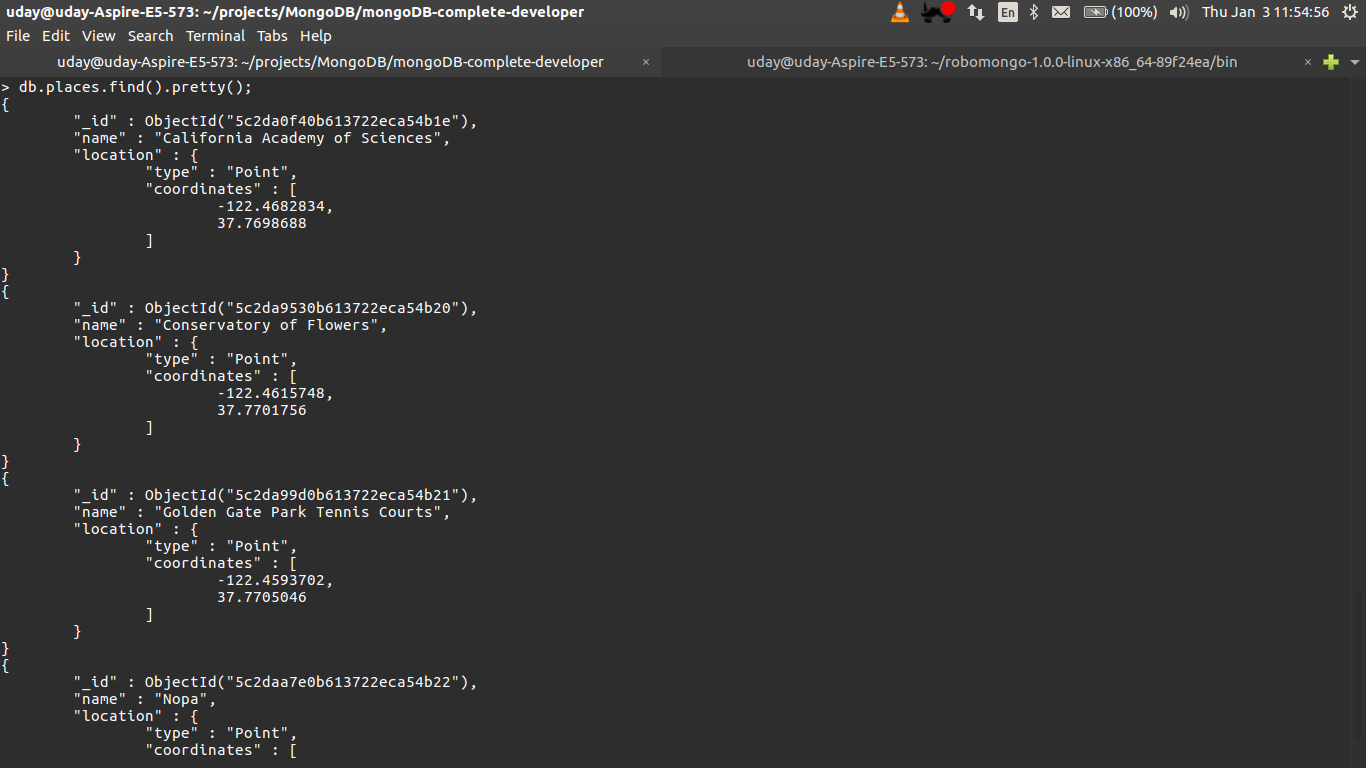 uday@uday-Aspire-E5-573: ~/projects/MongoDB/mongoDB-complete-developer
En
(100%)
Thu Jan 3 11:54:56
File Edit View Search Terminal Tabs Help
uday@uday-Aspire-E5-573: ~/projects/MongoDB/mongoDB-complete-developer ×
uday@uday-Aspire-E5-573: ~/robomongo-1.0.0-linux-x86_64-89f24ea/bin ×
> db.places.find().pretty();
{
"_id" : ObjectId("5c2da0f40b613722eca54b1e"),
"name" : "California Academy of Sciences",
"location" : {
"type" : "Point",
"coordinates" : [
-122.4682834,
37.7698688
]
}
}
{
"_id" : ObjectId("5c2da9530b613722eca54b20"),
"name" : "Conservatory of Flowers",
"location" : {
"type" : "Point",
"coordinates" : [
-122.4615748,
37.7701756
]
}
}
{
"_id" : ObjectId("5c2da99d0b613722eca54b21"),
"name" : "Golden Gate Park Tennis Courts",
"location" : {
"type" : "Point",
"coordinates" : [
-122.4593702,
37.7705046
]
}
}
{
"_id" : ObjectId("5c2daa7e0b613722eca54b22"),
"name" : "Nopa",
"location" : {
"type" : "Point",
"coordinates" : [